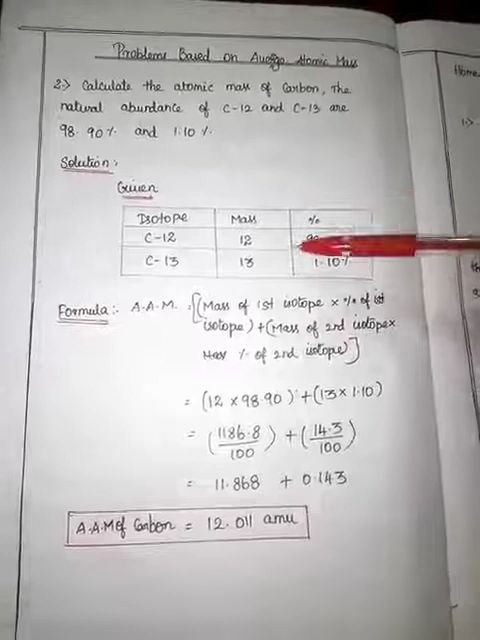 Problems Based on Average Atomic Mass
2:> Calculate the atomic mass of Carbon, The
natural abundance of C-12 and C-13 are
98.90% and 1.10%.
Solution:
Given
Isotope Mass %
C-12 12
C-13 13 1.10%
Formula:- A.A.M. = [(Mass of 1st isotope x % of 1st
isotope) + (Mass of 2nd isotope x
% of 2nd isotope)]
= (12 x 98.90) + (13 x 1.10)
= (1186.8/100) + (14.3/100)
= 11.868 + 0.143
A.A.M of Carbon = 12.011 amu
Home
1:>